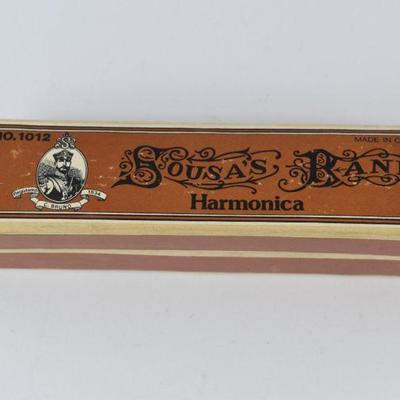 NO. 1012
MADE IN C
SOUSA'S BAND
Harmonica
1834
C. BRUNO